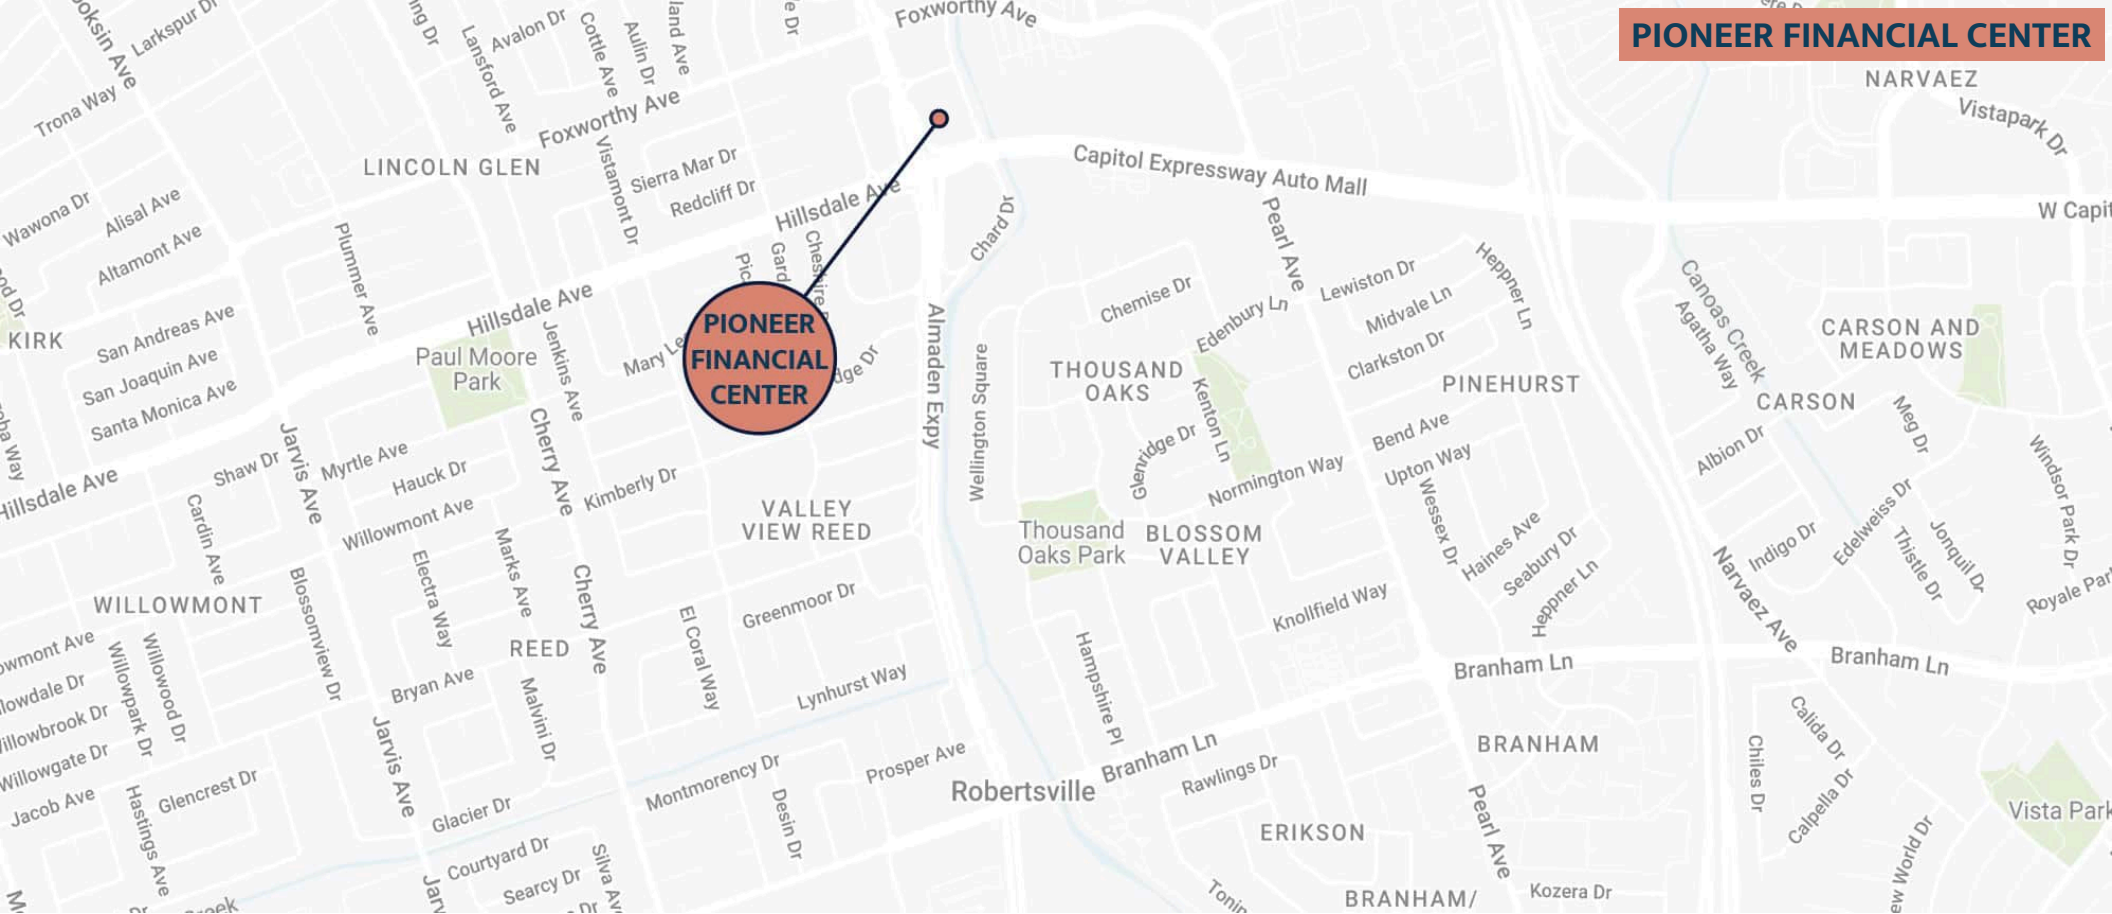 PIONEER FINANCIAL CENTER
Foxworthy Ave
Larkspur Dr
Avalon Dr
Cottle Ave
Aulin Dr
Lansford Ave
Trona Way
Foxworthy Ave
NARVAEZ
Vistapark Dr
LINCOLN GLEN
Vistamont Dr
Sierra Mar Dr
Redcliff Dr
Hillsdale Ave
Capitol Expressway Auto Mall
W Capit
Wawona Dr
Alisal Ave
Altamont Ave
Plummer Ave
Chard Dr
Pearl Ave
Heppner Ln
Lewiston Dr
Midvale Ln
Clarkston Dr
Chemise Dr
Edenbury Ln
Canoas Creek
Agatha Way
CARSON AND
MEADOWS
KIRK
San Andreas Ave
San Joaquin Ave
Santa Monica Ave
Hillsdale Ave
Paul Moore
Park
Jenkins Ave
PIONEER
FINANCIAL
CENTER
Almaden Expy
Wellington Square
THOUSAND
OAKS
Kenton Ln
PINEHURST
CARSON
Meg Dr
Albion Dr
Windsor Park Dr
Hillsdale Ave
Shaw Dr
Jarvis Ave
Myrtle Ave
Hauck Dr
Cherry Ave
Kimberly Dr
Glenridge Dr
Normington Way
Bend Ave
Upton Way
Wessex Dr
Cardin Ave
Willowmont Ave
Marks Ave
VALLEY
VIEW REED
Thousand
Oaks Park
BLOSSOM
VALLEY
Haines Ave
Seabury Dr
Heppner Ln
Narvaez Ave
Indigo Dr
Edelweiss Dr
Thistle Dr
Jonquil Dr
WILLOWMONT
Blossomview Dr
Electra Way
REED
Cherry Ave
El Coral Way
Greenmoor Dr
Knollfield Way
Willowpark Dr
Willowood Dr
Bryan Ave
Malvini Dr
Lynhurst Way
Hampshire Pl
Branham Ln
Branham Ln
Jarvis Ave
Jacob Ave
Hastings Ave
Glencrest Dr
Glacier Dr
Montmorency Dr
Prosper Ave
Desin Dr
Robertsville
Branham Ln
Rawlings Dr
BRANHAM
Pearl Ave
Chiles Dr
Calida Dr
Calpella Dr
Vista Park
ERIKSON
Courtyard Dr
Searcy Dr
BRANHAM/
Kozera Dr